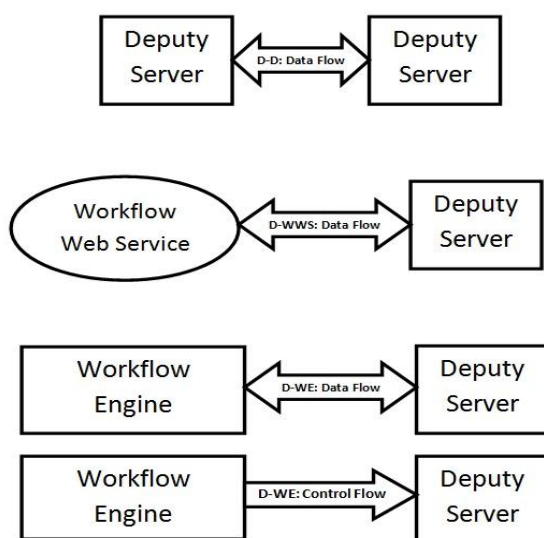 Deputy
Server
D-D: Data Flow
Deputy
Server
Workflow
Web Service
D-WWS: Data Flow
Deputy
Server
Workflow
Engine
D-WE: Data Flow
Deputy
Server
Workflow
Engine
D-WE: Control Flow
Deputy
Server